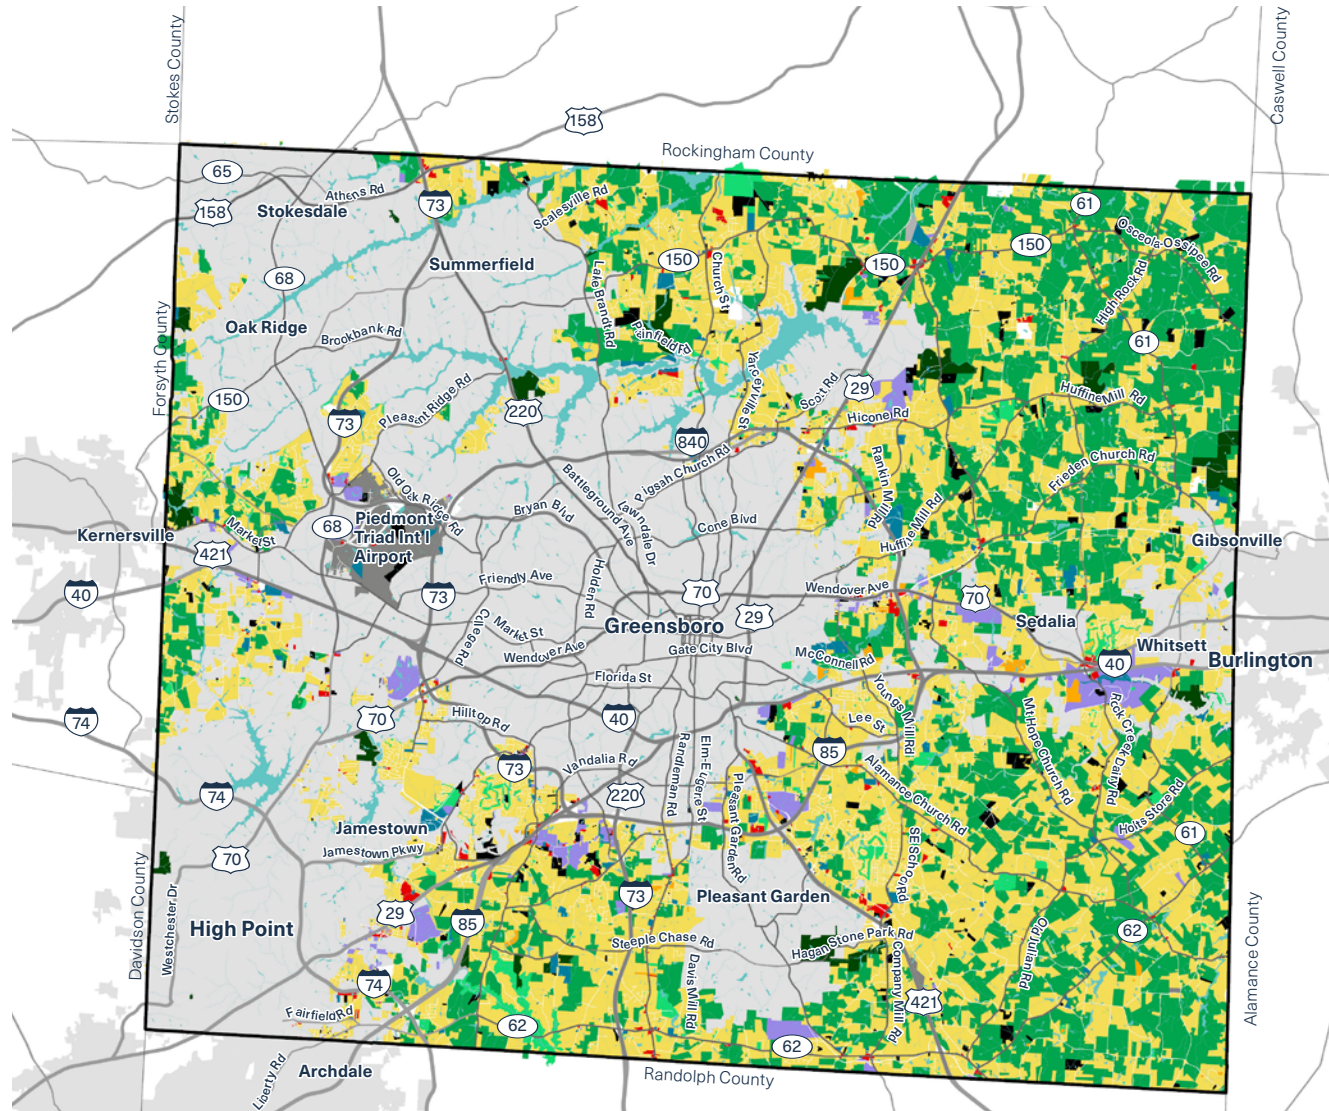 Stokes County
Caswell County
158
Rockingham County
65
Athens Rd
158
Stokesdale
73
Scalesville Rd
61
Osceola-Ossipee Rd
150
150
150
68
Summerfield
Lake Brandt Rd
Church St
High Rock Rd
Oak Ridge
Brookbank Rd
Plainfield Rd
61
Forsyth County
Yanceyville St
Scott Rd
29
Huffine Mill Rd
150
Pleasant Ridge Rd
220
Hicone Rd
73
840
Pisgah Church Rd
Rankin Mill Rd
Frieden Church Rd
Old Oak Ridge Rd
Battleground Ave
Lawndale Dr
Bryan Blvd
Cone Blvd
Huffine Mill Rd
Kernersville
Market St
68
Piedmont
Triad Int'l
Airport
Gibsonville
421
40
73
Friendly Ave
Holden Rd
70
29
Wendover Ave
70
Sedalia
College Rd
Market St
Greensboro
Gate City Blvd
Whitsett
Wendover Ave
McConnell Rd
40
Burlington
Florida St
Youngs Mill Rd
74
70
Hilltop Rd
40
Lee St
Mt Hope Church Rd
Rock Creek Dairy Rd
73
Vandalia Rd
Randleman Rd
Elm-Eugene St
85
Alamance Church Rd
74
220
Pleasant Garden Rd
Hoits Store Rd
Jamestown
Jamestown Pkwy
61
70
SE School Rd
Davidson County
Westchester Dr
High Point
29
85
73
Pleasant Garden
Alamance County
Steeple Chase Rd
Hagan Stone Park Rd
Old Julian Rd
62
Davis Mill Rd
Company Mill Rd
74
421
Fairfield Rd
62
62
Liberty Rd
Archdale
Randolph County